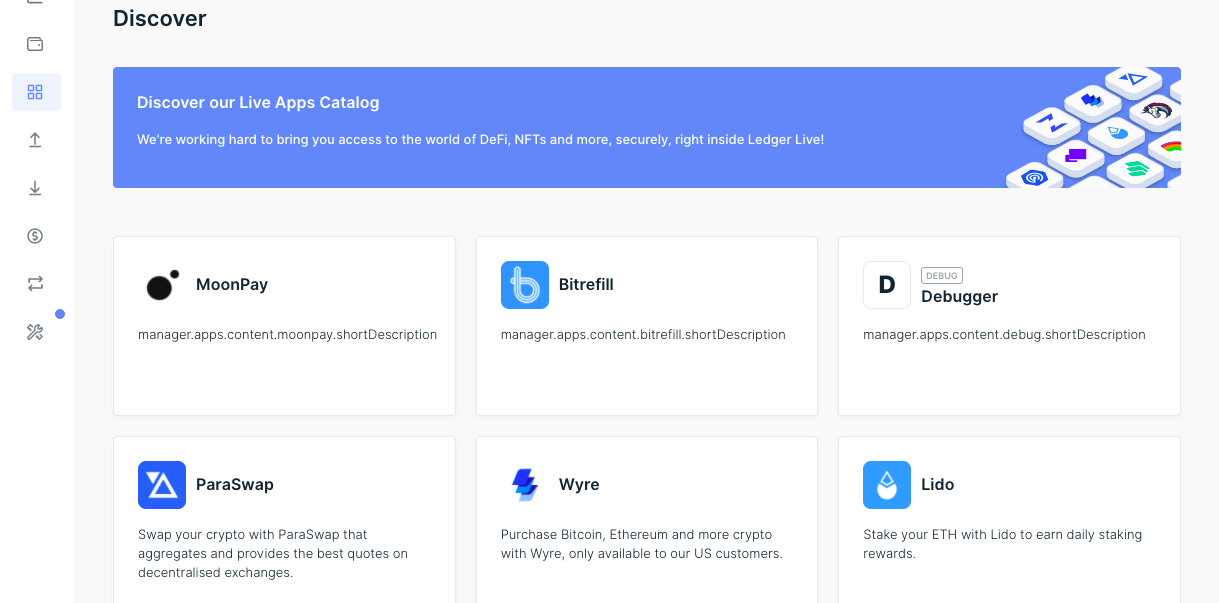 Discover
Discover our Live Apps Catalog
We're working hard to bring you access to the world of DeFi, NFTs and more, securely, right inside Ledger Live!
MoonPay
manager.apps.content.moonpay.shortDescription
Bitrefill
manager.apps.content.bitrefill.shortDescription
D
DEBUG
Debugger
manager.apps.content.debug.shortDescription
ParaSwap
Swap your crypto with ParaSwap that
aggregates and provides the best quotes on
decentralised exchanges.
Wyre
Purchase Bitcoin, Ethereum and more crypto
with Wyre, only available to our US customers.
Lido
Stake your ETH with Lido to earn daily staking
rewards.